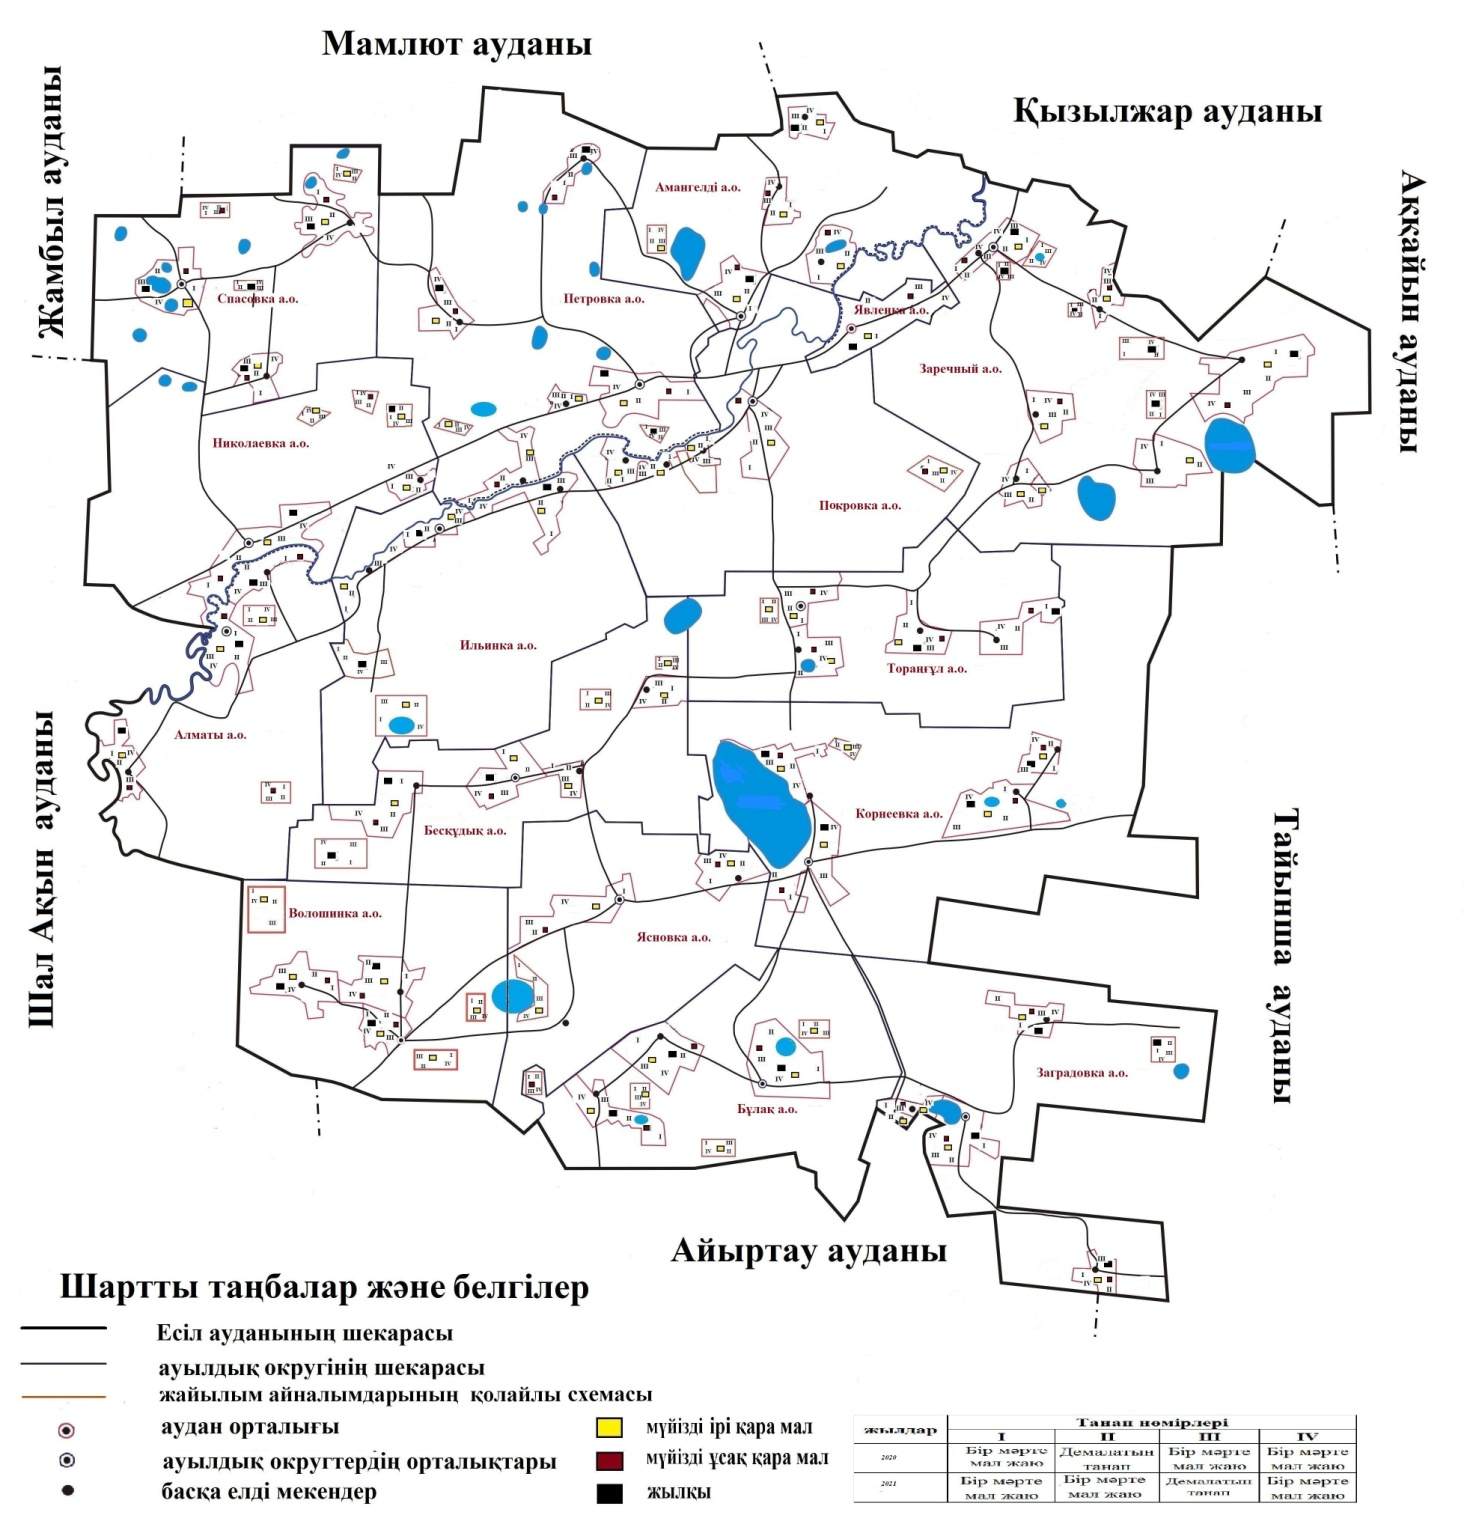 Мамлют ауданы
Қызылжар ауданы
Жамбыл ауданы
Аққайын ауданы
Амангелді а.о.
Спасовка а.о.
Петровка а.о.
Явленка а.о.
Заречный а.о.
Николаевка а.о.
Покровка а.о.
Ильинка а.о.
Тораңғұл а.о.
Алматы а.о.
Шал Ақын ауданы
Бесқұдық а.о.
Корнеевка а.о.
Тайынша ауданы
Волошинка а.о.
Ясновка а.о.
Заградовка а.о.
Бұлақ а.о.
Айыртау ауданы
Шартты таңбалар және белгілер
Есіл ауданының шекарасы
ауылдық округінің шекарасы
жайылым айналымдарының қолайлы схемасы
аудан орталығы
ауылдық округтердің орталықтары
басқа елді мекендер
мүйізді ірі қара мал
мүйізді ұсақ қара мал
жылқы
жылдар Танап нөмірлері
I II III IV
2020 Бір мәрте мал жаю Демалатын танап Бір мәрте мал жаю Бір мәрте мал жаю
2021 Бір мәрте мал жаю Бір мәрте мал жаю Демалатын танап Бір мәрте мал жаю